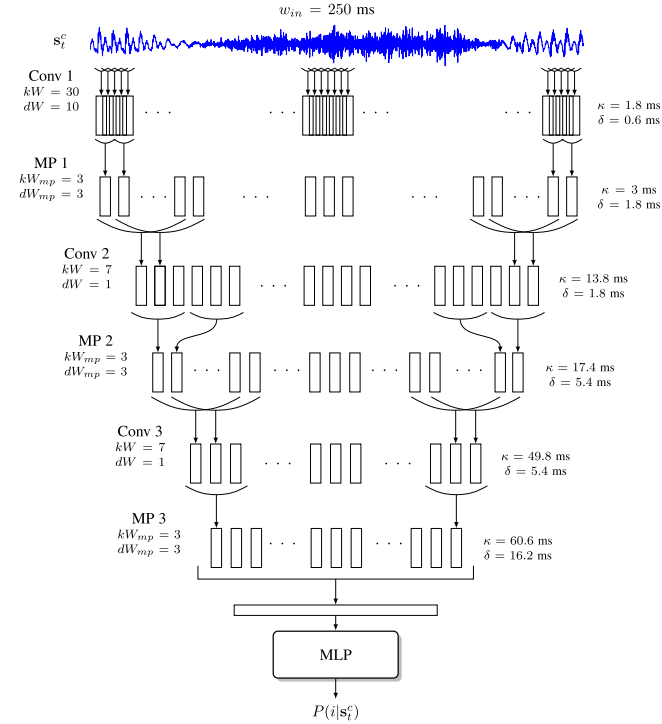 w_in = 250 ms
s_t^c
Conv 1
kW = 30
dW = 10
κ = 1.8 ms
δ = 0.6 ms
MP 1
kW_mp = 3
dW_mp = 3
κ = 3 ms
δ = 1.8 ms
Conv 2
kW = 7
dW = 1
κ = 13.8 ms
δ = 1.8 ms
MP 2
kW_mp = 3
dW_mp = 3
κ = 17.4 ms
δ = 5.4 ms
Conv 3
kW = 7
dW = 1
κ = 49.8 ms
δ = 5.4 ms
MP 3
kW_mp = 3
dW_mp = 3
κ = 60.6 ms
δ = 16.2 ms
MLP
P(i|s_t^c)